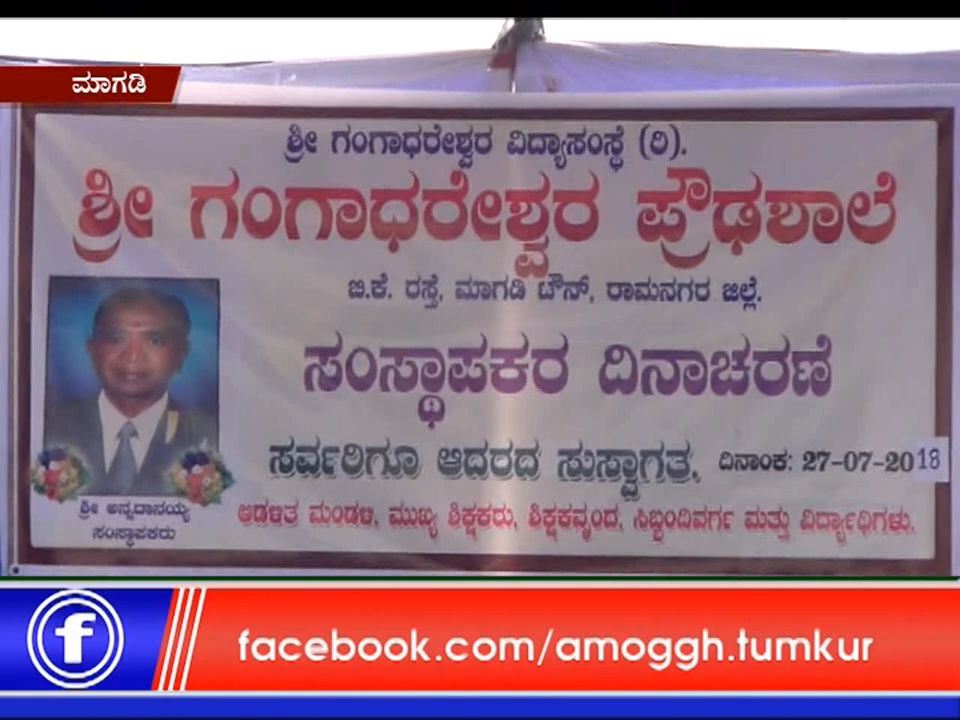 ಮಾಗಡಿ
ಶ್ರೀ ಗಂಗಾಧರೇಶ್ವರ ವಿದ್ಯಾಸಂಸ್ಥೆ (ರಿ).
ಶ್ರೀ ಗಂಗಾಧರೇಶ್ವರ ಪ್ರೌಢಶಾಲೆ
ಬಿ.ಕೆ. ರಸ್ತೆ, ಮಾಗಡಿ ಟೌನ್, ರಾಮನಗರ ಜಿಲ್ಲೆ.
ಸಂಸ್ಥಾಪಕರ ದಿನಾಚರಣೆ
ಸರ್ವರಿಗೂ ಆದರದ ಸುಸ್ವಾಗತ. ದಿನಾಂಕ: 27-07-2018
ಶ್ರೀ ಅನ್ನದಾನಯ್ಯ
ಸಂಸ್ಥಾಪಕರು
ಆಡಳಿತ ಮಂಡಳಿ, ಮುಖ್ಯ ಶಿಕ್ಷಕರು, ಶಿಕ್ಷಕವೃಂದ, ಸಿಬ್ಬಂದಿವರ್ಗ ಮತ್ತು ವಿದ್ಯಾರ್ಥಿಗಳು.
facebook.com/amoggh.tumkur